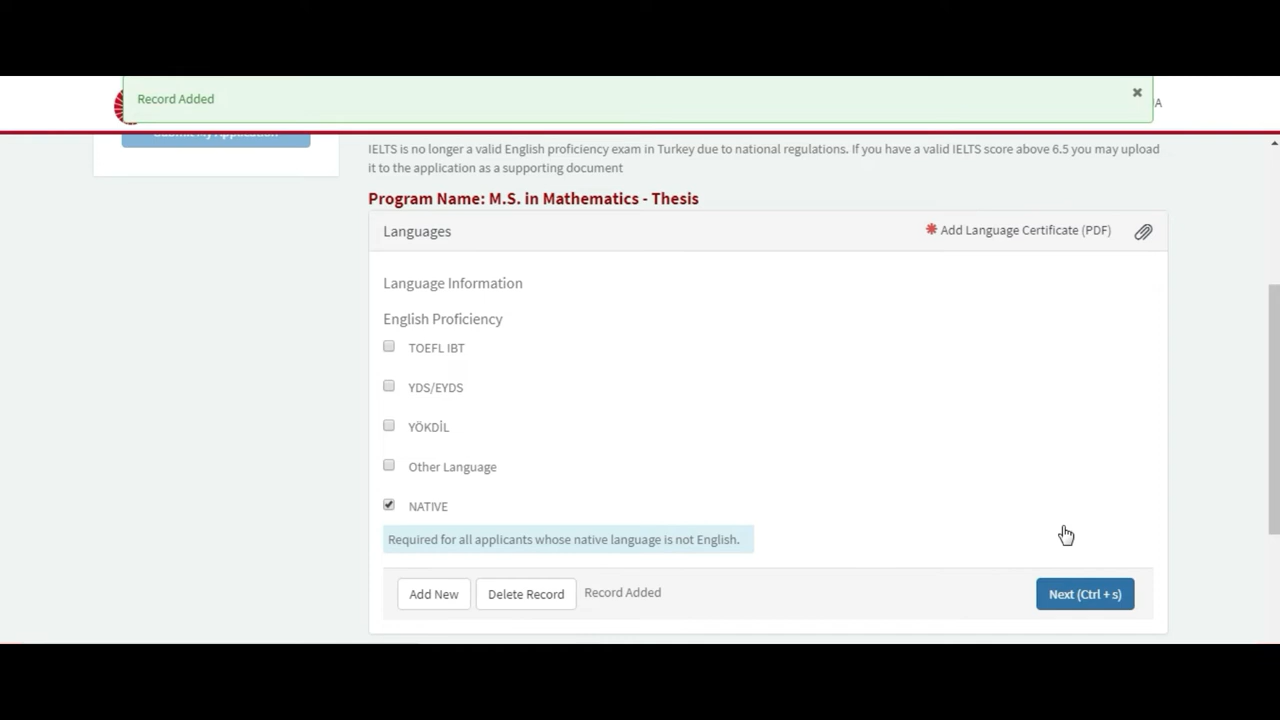 Record Added
A
Submit My Application
IELTS is no longer a valid English proficiency exam in Turkey due to national regulations. If you have a valid IELTS score above 6.5 you may upload
it to the application as a supporting document
Program Name: M.S. in Mathematics - Thesis
Languages
Add Language Certificate (PDF)
Language Information
English Proficiency
TOEFL IBT
YDS/EYDS
YÖKDİL
Other Language
NATIVE
Required for all applicants whose native language is not English.
Add New
Delete Record
Record Added
Next (Ctrl + s)